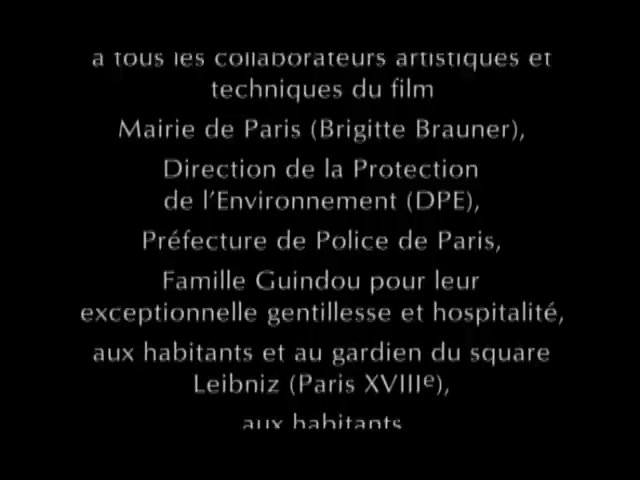 à tous les collaborateurs artistiques et
techniques du film
Mairie de Paris (Brigitte Brauner),
Direction de la Protection
de l'Environnement (DPE),
Préfecture de Police de Paris,
Famille Guindou pour leur
exceptionnelle gentillesse et hospitalité,
aux habitants et au gardien du square
Leibniz (Paris XVIIIe),
aux habitants